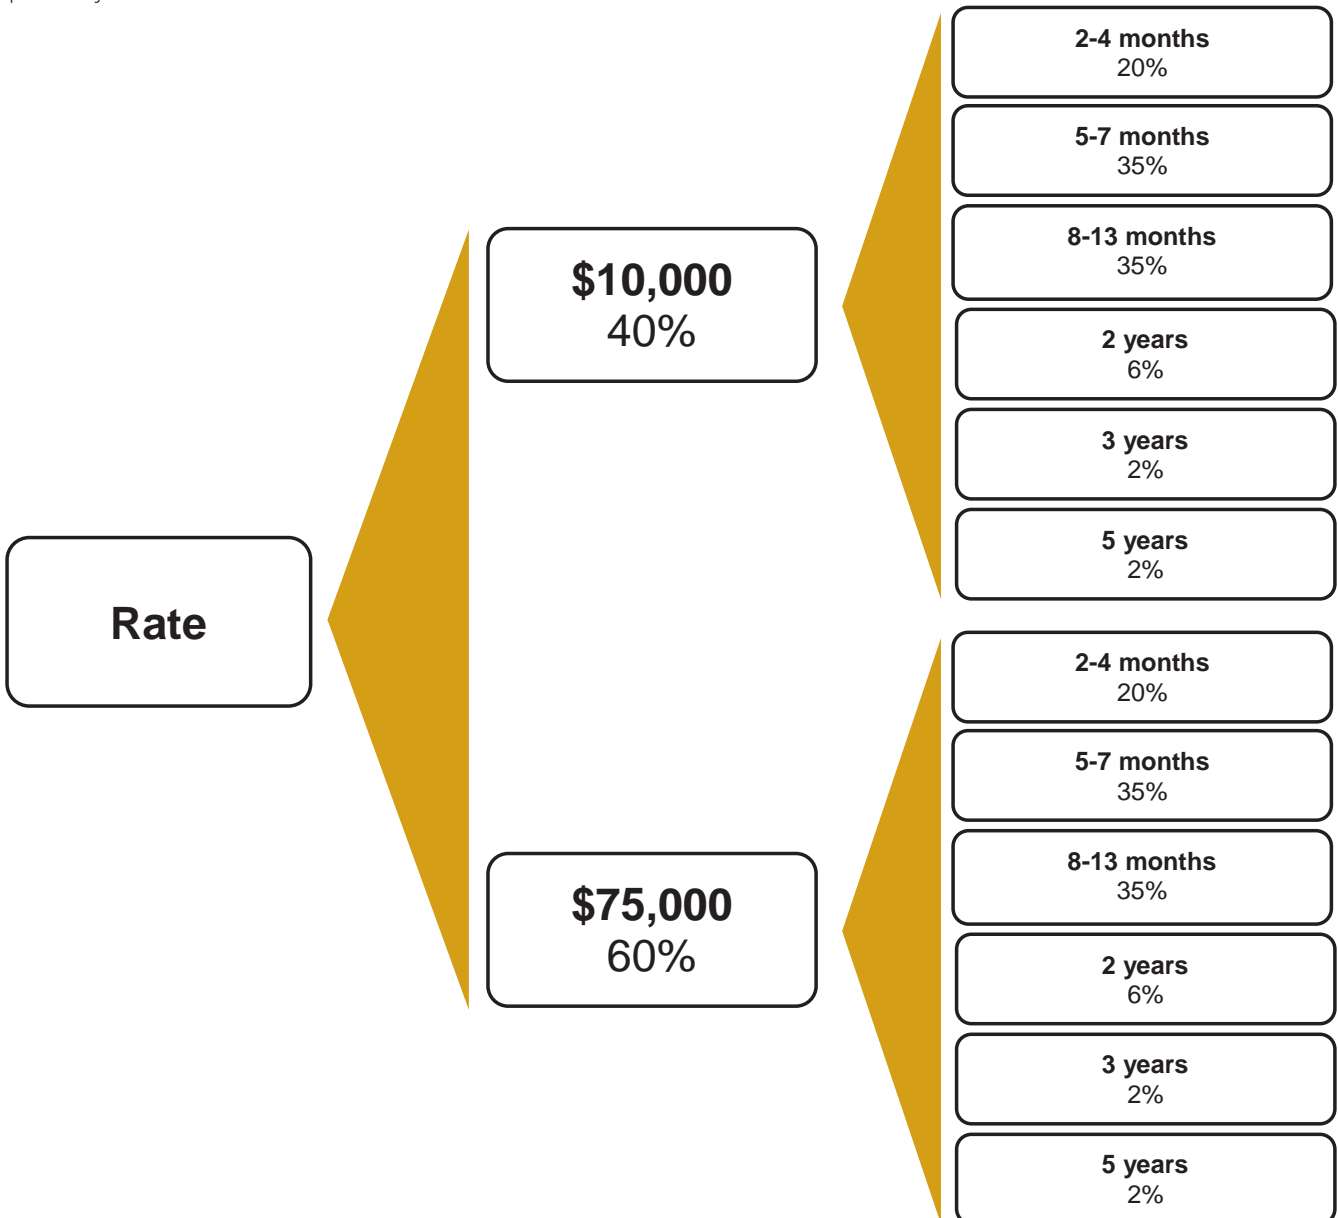 2-4 months
20%
5-7 months
35%
8-13 months
35%
$10,000
40%
2 years
6%
3 years
2%
5 years
2%
Rate
2-4 months
20%
5-7 months
35%
8-13 months
35%
$75,000
60%
2 years
6%
3 years
2%
5 years
2%